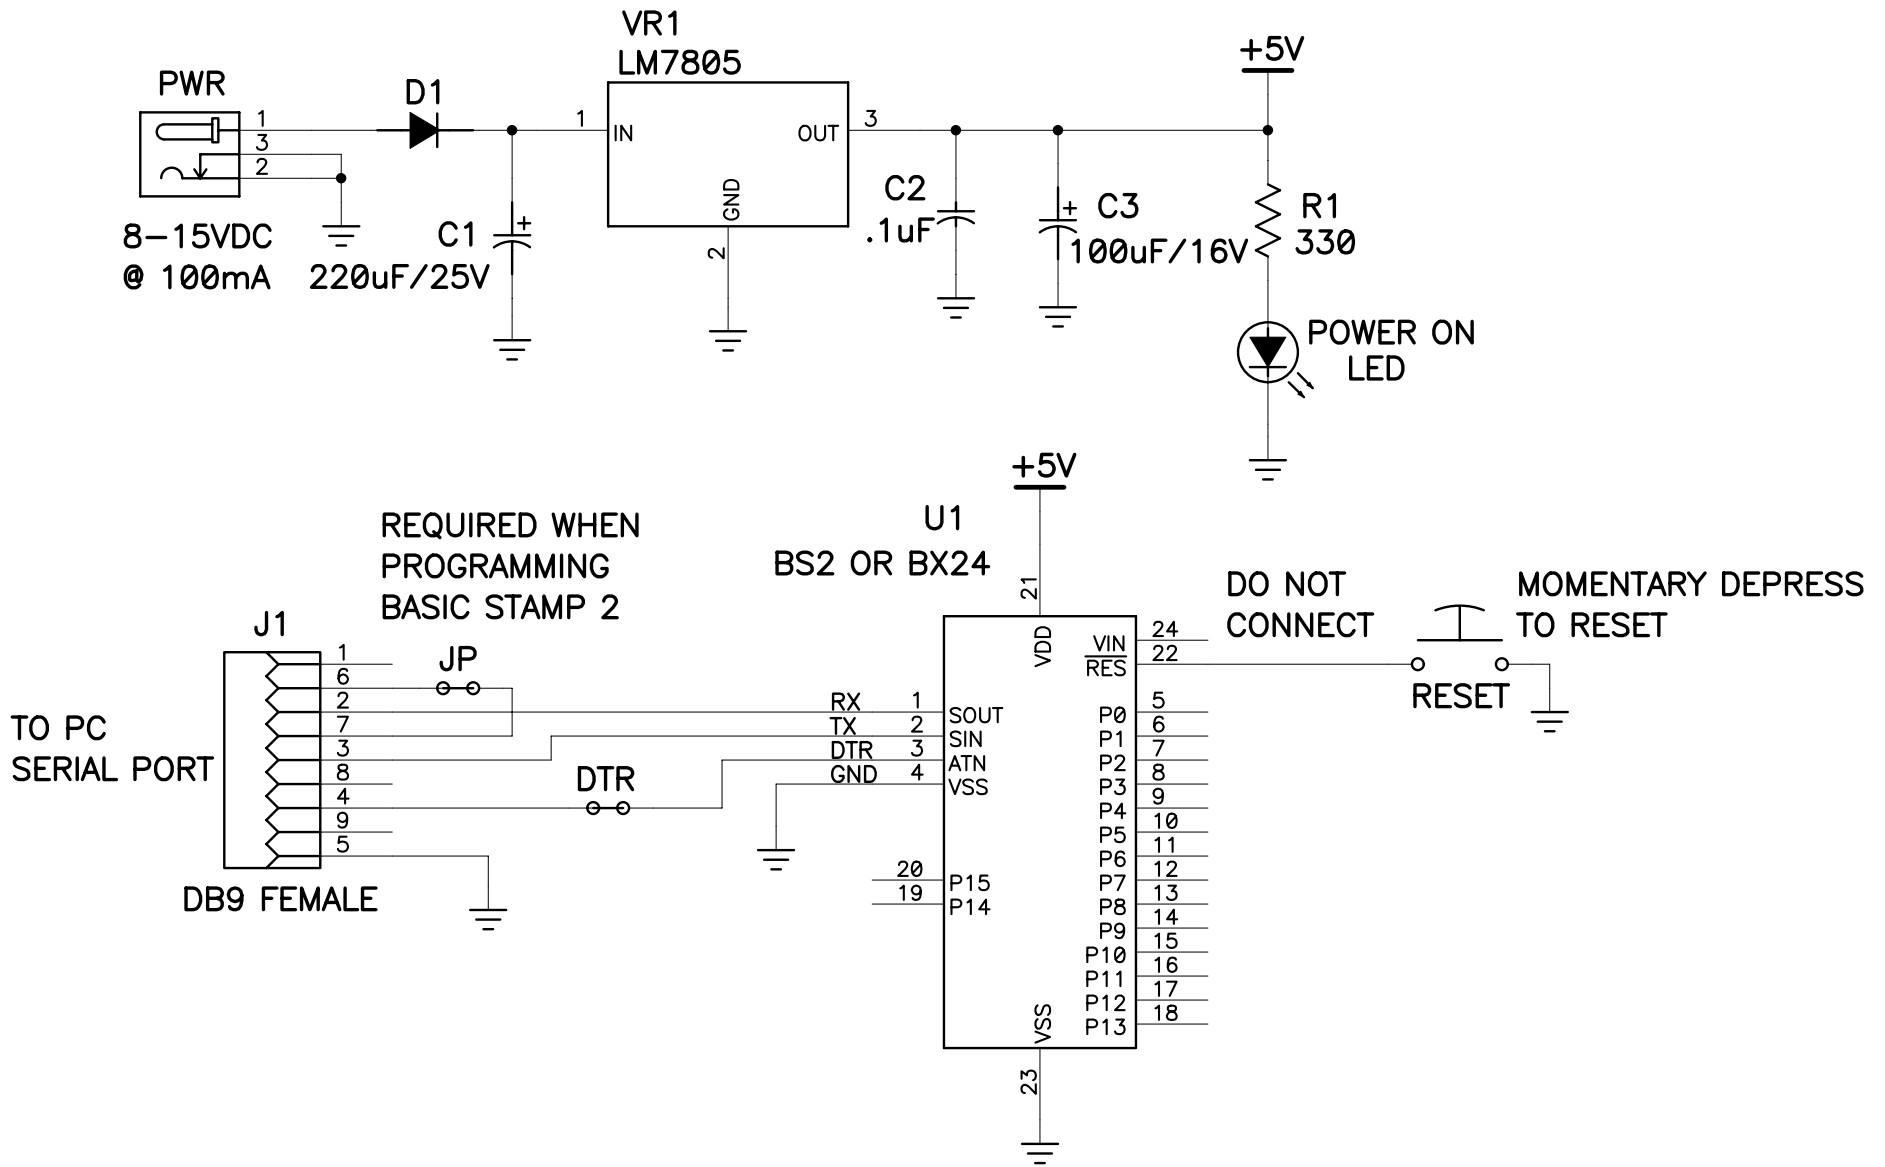 VR1
LM7805
+5V
PWR
D1
1
3
2
1
IN
OUT
3
GND
2
8-15VDC
@ 100mA
C1
+
220uF/25V
C2
.1uF
+
C3
100uF/16V
R1
330
POWER ON
LED
+5V
U1
BS2 OR BX24
21
VDD
REQUIRED WHEN
PROGRAMMING
BASIC STAMP 2
J1
JP
TO PC
SERIAL PORT
1
6
2
7
3
8
4
9
5
DB9 FEMALE
DTR
RX
TX
DTR
GND
1
2
3
4
SOUT
SIN
ATN
VSS
20
19
P15
P14
VIN
RES
24
22
DO NOT
CONNECT
MOMENTARY DEPRESS
TO RESET
RESET
P0 5
P1 6
P2 7
P3 8
P4 9
P5 10
P6 11
P7 12
P8 13
P9 14
P10 15
P11 16
P12 17
P13 18
VSS
23